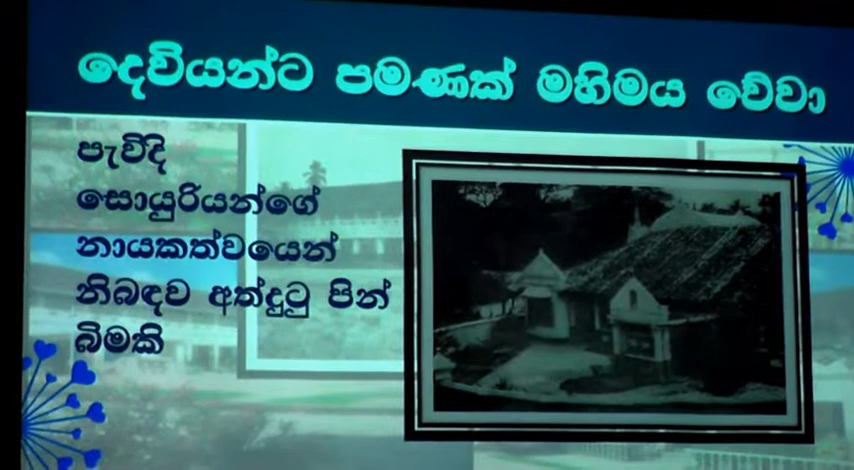 දෙවියන්ට පමණක් මහිමය වේවා
පැවිදි
සොයුරියන්ගේ
නායකත්වයෙන්
නිබඳව අත්දුටු පින්
බිමකි